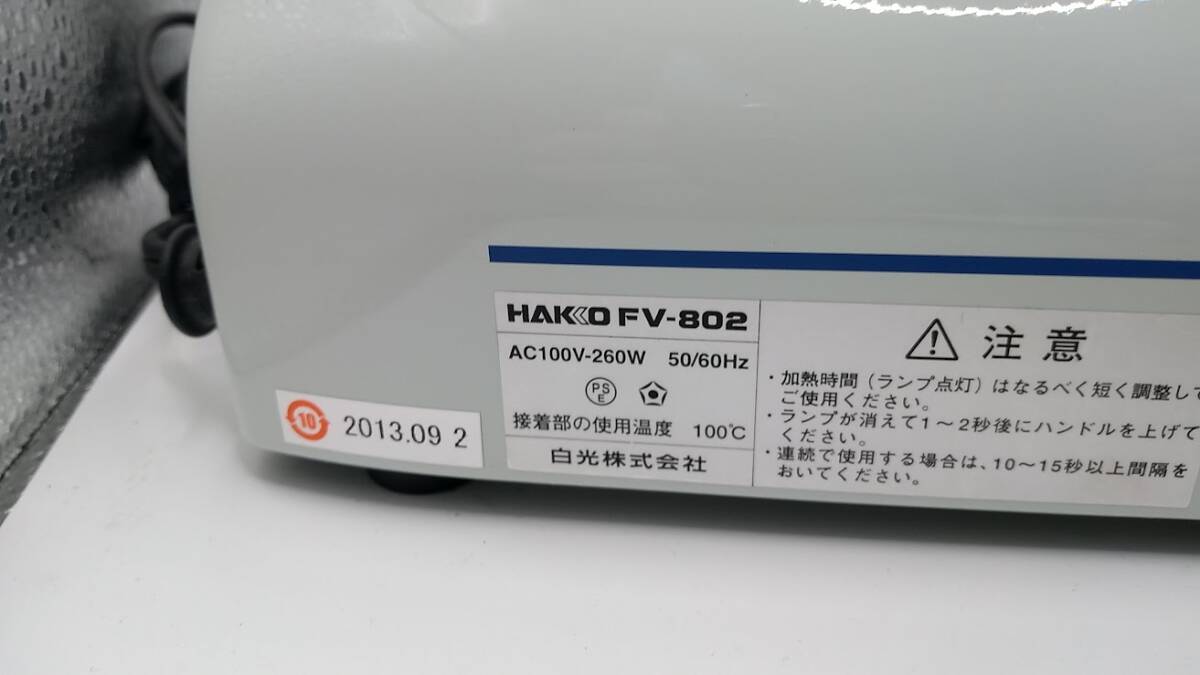 HAKKO FV-802
AC100V-260W 50/60Hz
PS
E
接着部の使用温度 100℃
白光株式会社
10
2013.09 2
注意
・加熱時間（ランプ点灯）はなるべく短く調整して
ご使用ください。
・ランプが消えて1～2秒後にハンドルを上げて
ください。
・連続で使用する場合は、10～15秒以上間隔を
おいてください。